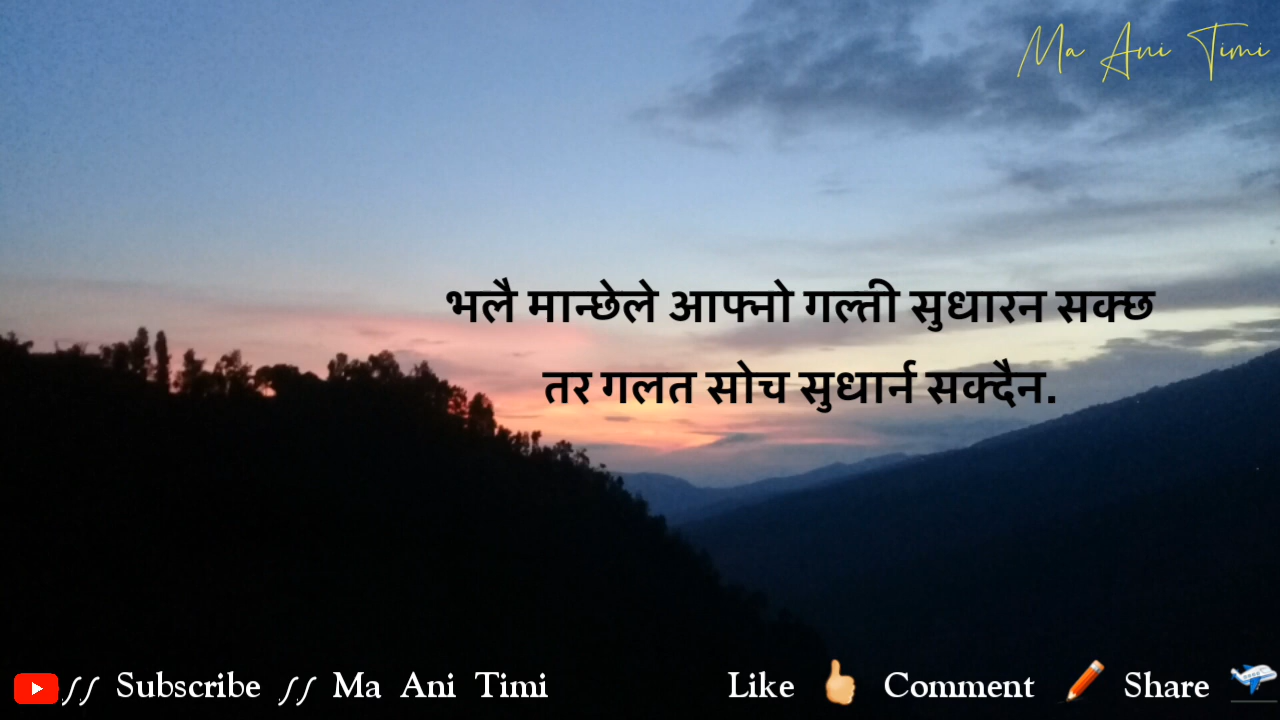 Ma Ani Timi
भलै मान्छेले आफ्नो गल्ती सुधारन सक्छ
तर गलत सोच सुधार्न सक्दैन.
Subscribe Ma Ani Timi Like Comment Share